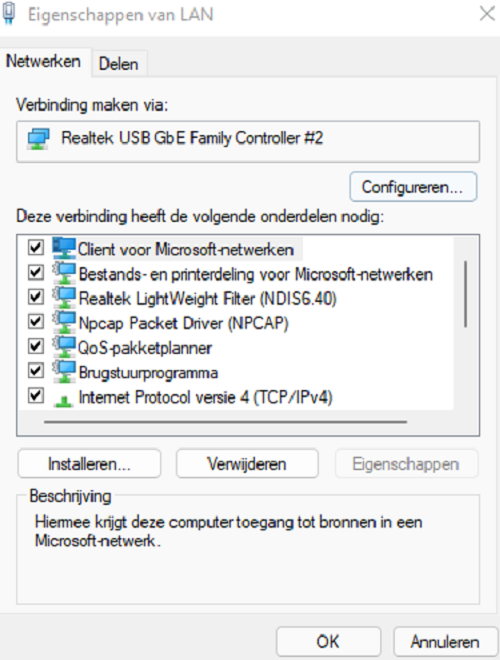 Eigenschappen van LAN
Netwerken
Delen
Verbinding maken via:
Realtek USB GbE Family Controller #2
Configureren...
Deze verbinding heeft de volgende onderdelen nodig:
Client voor Microsoft-netwerken
Bestands- en printerdeling voor Microsoft-netwerken
Realtek LightWeight Filter (NDIS6.40)
Npcap Packet Driver (NPCAP)
QoS-pakketplanner
Brugstuurprogramma
Internet Protocol versie 4 (TCP/IPv4)
Installeren...
Verwijderen
Eigenschappen
Beschrijving
Hiermee krijgt deze computer toegang tot bronnen in een
Microsoft-netwerk.
OK
Annuleren